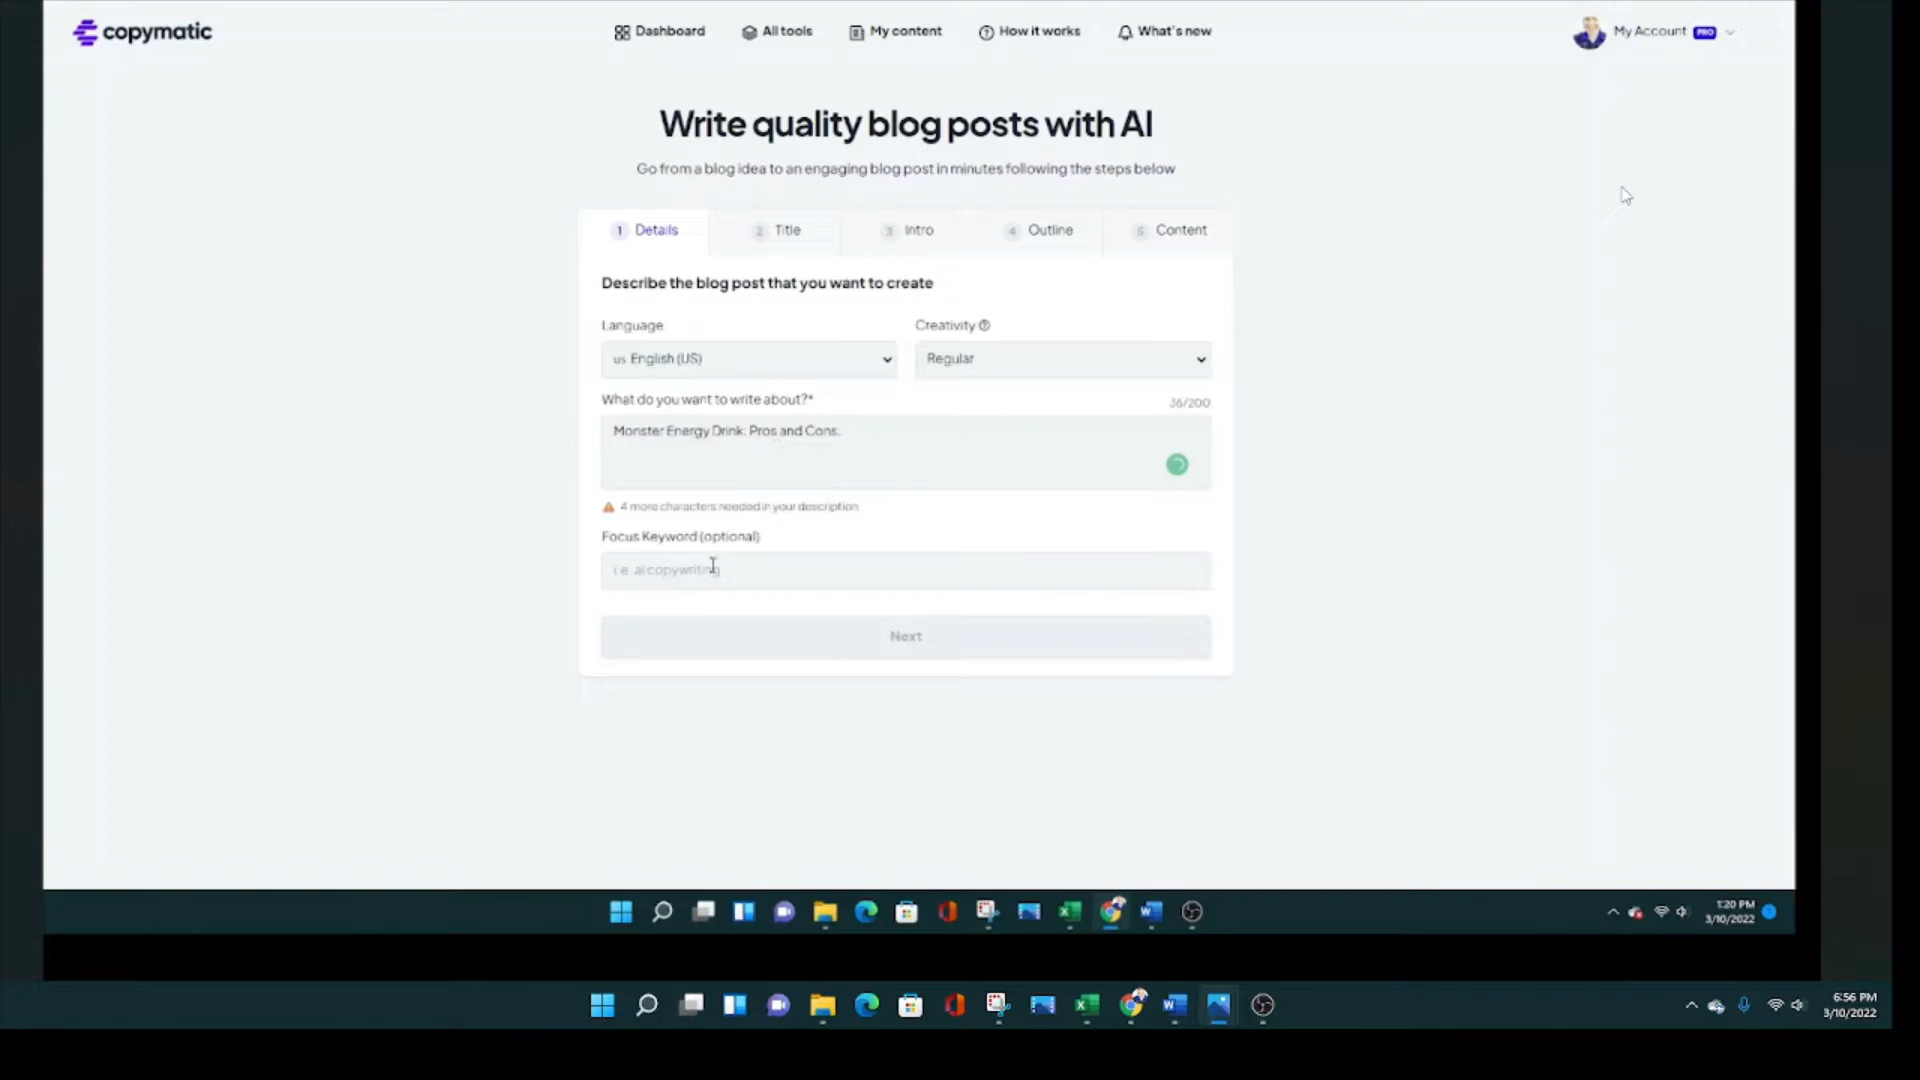 copymatic
Dashboard
All tools
My content
How it works
What's new
My Account PRO
Write quality blog posts with AI
Go from a blog idea to an engaging blog post in minutes following the steps below
1 Details
2 Title
3 Intro
4 Outline
5 Content
Describe the blog post that you want to create
Language
Creativity
us English (US)
Regular
What do you want to write about?*
36/200
Monster Energy Drink: Pros and Cons.
4 more characters needed in your description
Focus Keyword (optional)
i.e. ai copywriting
Next
1:20 PM
3/10/2022
6:56 PM
3/10/2022